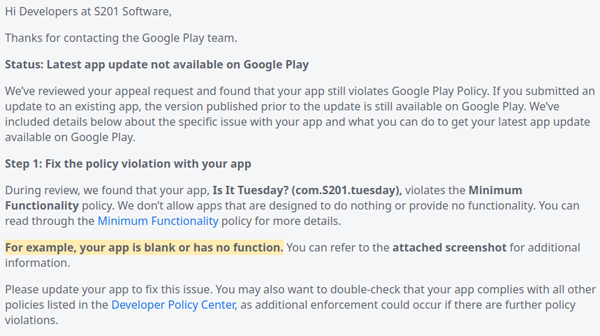 Hi Developers at S201 Software,
Thanks for contacting the Google Play team.
Status: Latest app update not available on Google Play
We've reviewed your appeal request and found that your app still violates Google Play Policy. If you submitted an
update to an existing app, the version published prior to the update is still available on Google Play. We've
included details below about the specific issue with your app and what you can do to get your latest app update
available on Google Play.
Step 1: Fix the policy violation with your app
During review, we found that your app, Is It Tuesday? (com.S201.tuesday), violates the Minimum
Functionality policy. We don't allow apps that are designed to do nothing or provide no functionality. You can
read through the Minimum Functionality policy for more details.
For example, your app is blank or has no function. You can refer to the attached screenshot for additional
information.
Please update your app to fix this issue. You may also want to double-check that your app complies with all other
policies listed in the Developer Policy Center, as additional enforcement could occur if there are further policy
violations.